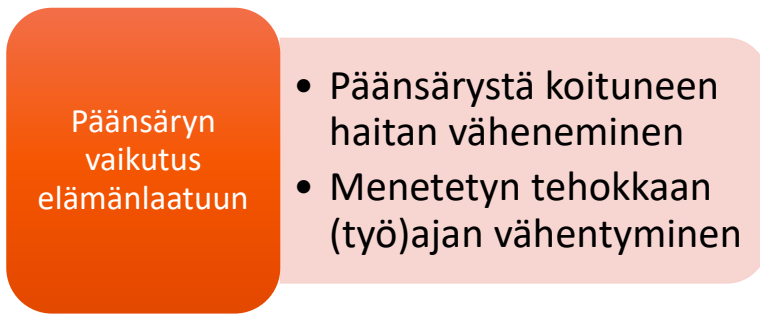 Päänsäryn
vaikutus
elämänlaatuun
• Päänsärystä koituneen
haitan väheneminen
• Menetetyn tehokkaan
(työ)ajan vähentyminen